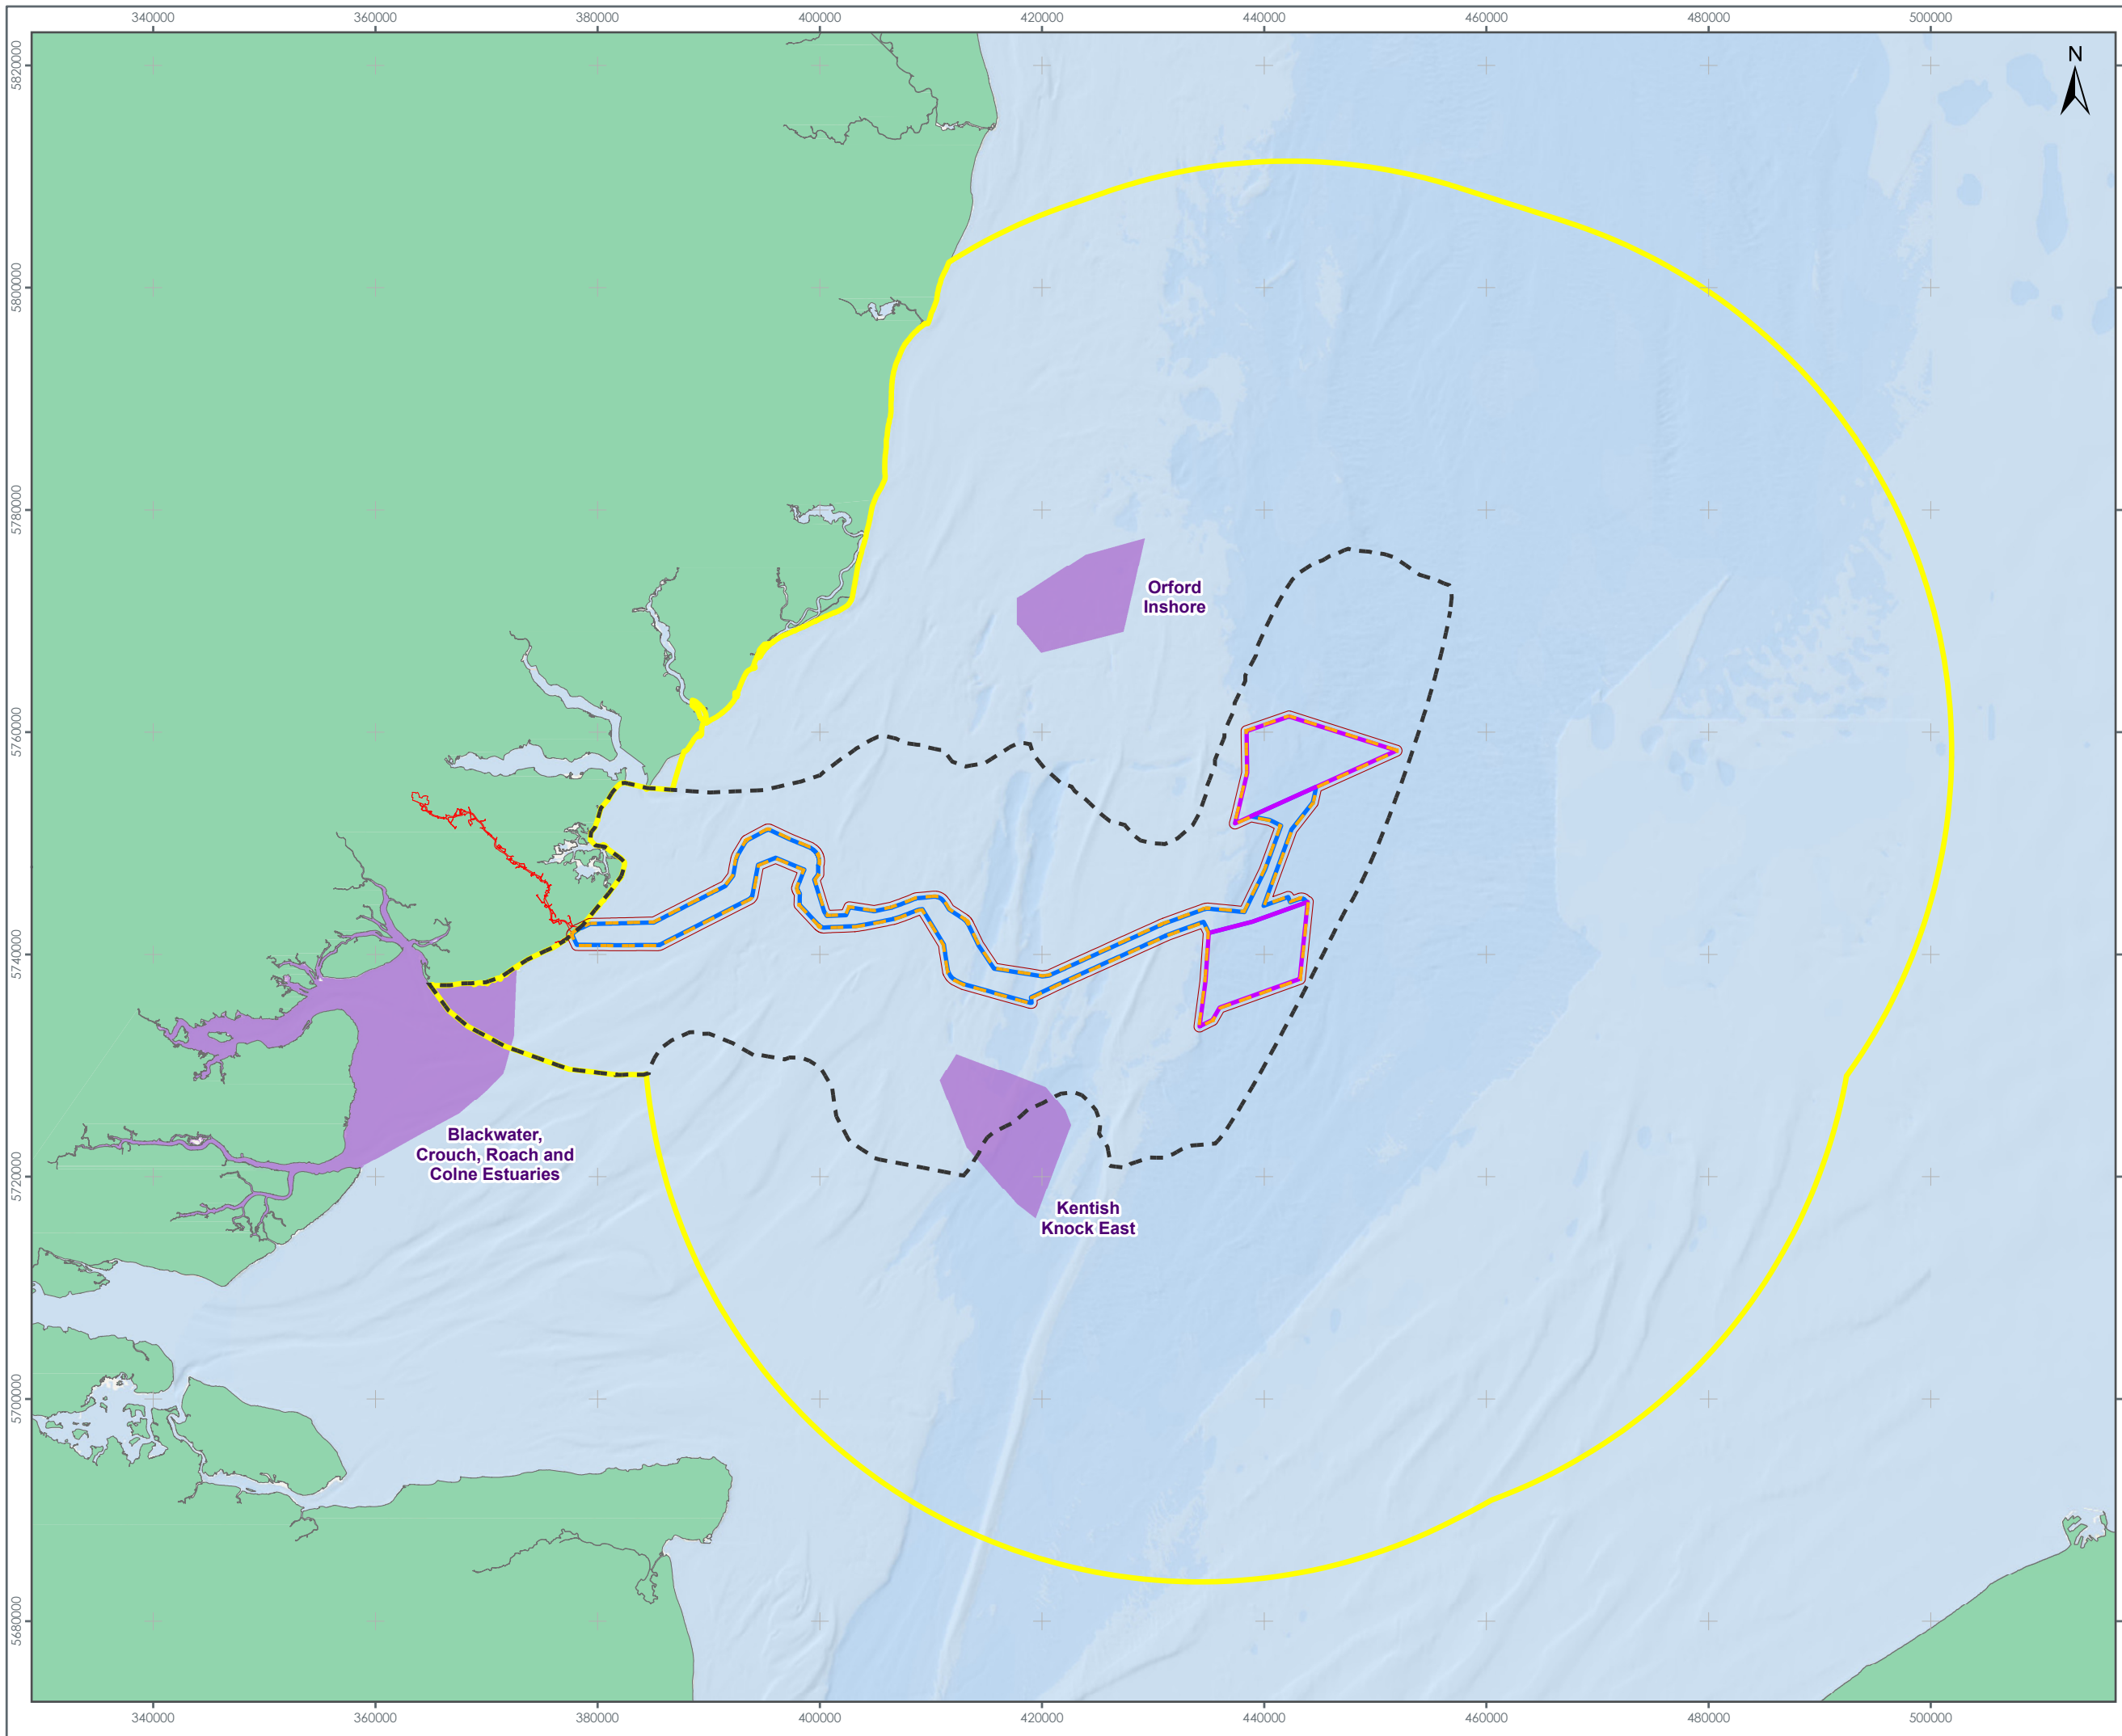 340000 360000 380000 400000 420000 440000 460000 480000 500000
N
5820000
5800000
5780000
5760000
5740000
5720000
5700000
5680000
Orford
Inshore
Blackwater,
Crouch, Roach and
Colne Estuaries
Kentish
Knock East
340000 360000 380000 400000 420000 440000 460000 480000 500000